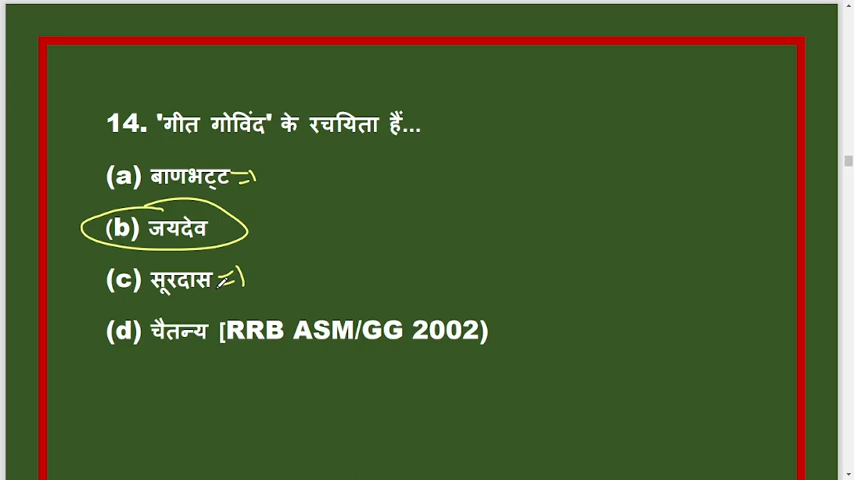 14. 'गीत गोविंद' के रचयिता हैं...
(a) बाणभट्ट
(b) जयदेव
(c) सूरदास
(d) चैतन्य [RRB ASM/GG 2002)